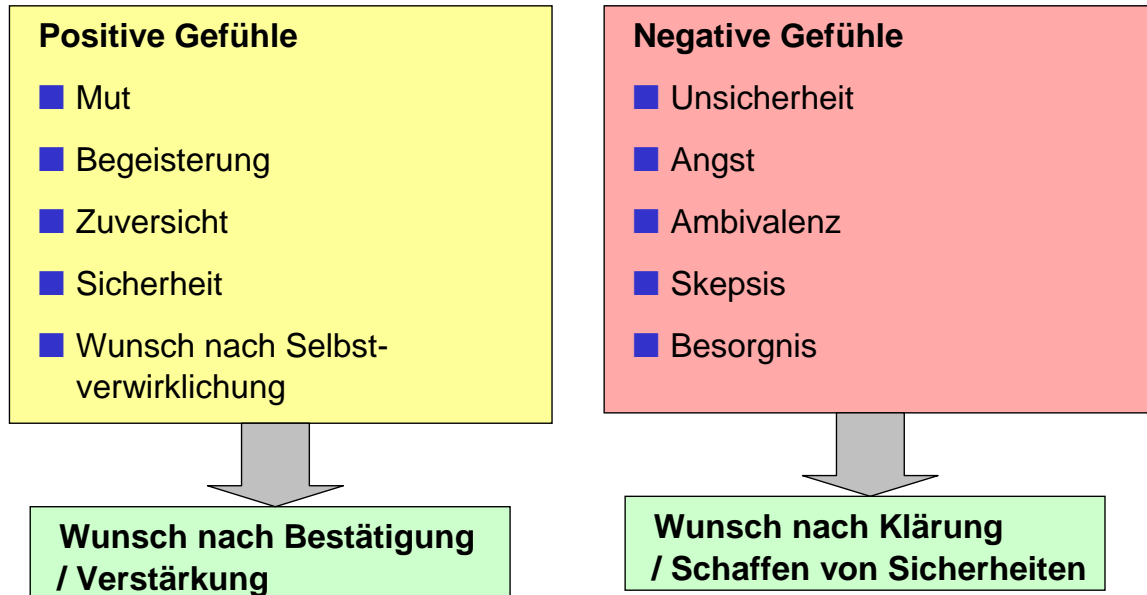 Positive Gefühle
Mut
Begeisterung
Zuversicht
Sicherheit
Wunsch nach Selbst-
verwirklichung
Wunsch nach Bestätigung
/ Verstärkung
Negative Gefühle
Unsicherheit
Angst
Ambivalenz
Skepsis
Besorgnis
Wunsch nach Klärung
/ Schaffen von Sicherheiten